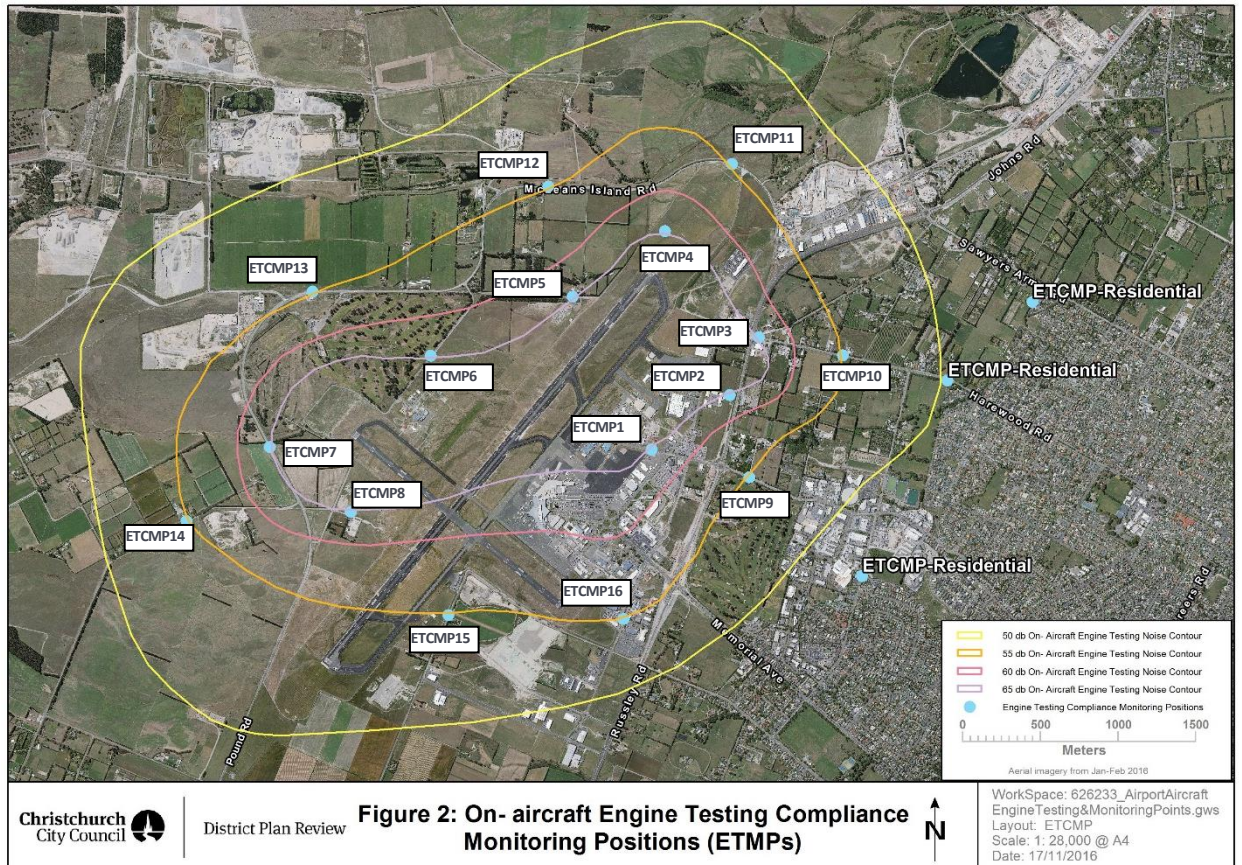 ETCMP11
ETCMP12
McLeans Island Rd
Johns Rd
ETCMP4
Sawyers Arms Rd
ETCMP13
ETCMP5
ETCMP-Residential
ETCMP3
ETCMP6
ETCMP2
ETCMP10
ETCMP-Residential
Harewood Rd
ETCMP1
ETCMP7
ETCMP9
ETCMP8
ETCMP14
ETCMP-Residential
ETCMP16
ETCMP15
Memorial Ave
Russley Rd
Pound Rd
50 db On- Aircraft Engine Testing Noise Contour
55 db On- Aircraft Engine Testing Noise Contour
60 db On- Aircraft Engine Testing Noise Contour
65 db On- Aircraft Engine Testing Noise Contour
Engine Testing Compliance Monitoring Positions
0 500 1000 1500
Meters
Aerial imagery from Jan-Feb 2016
Christchurch
City Council
District Plan Review
Figure 2: On- aircraft Engine Testing Compliance
Monitoring Positions (ETMPs)
N
WorkSpace: 626233_AirportAircraft
EngineTesting&MonitoringPoints.gws
Layout: ETCMP
Scale: 1: 28,000 @ A4
Date: 17/11/2016